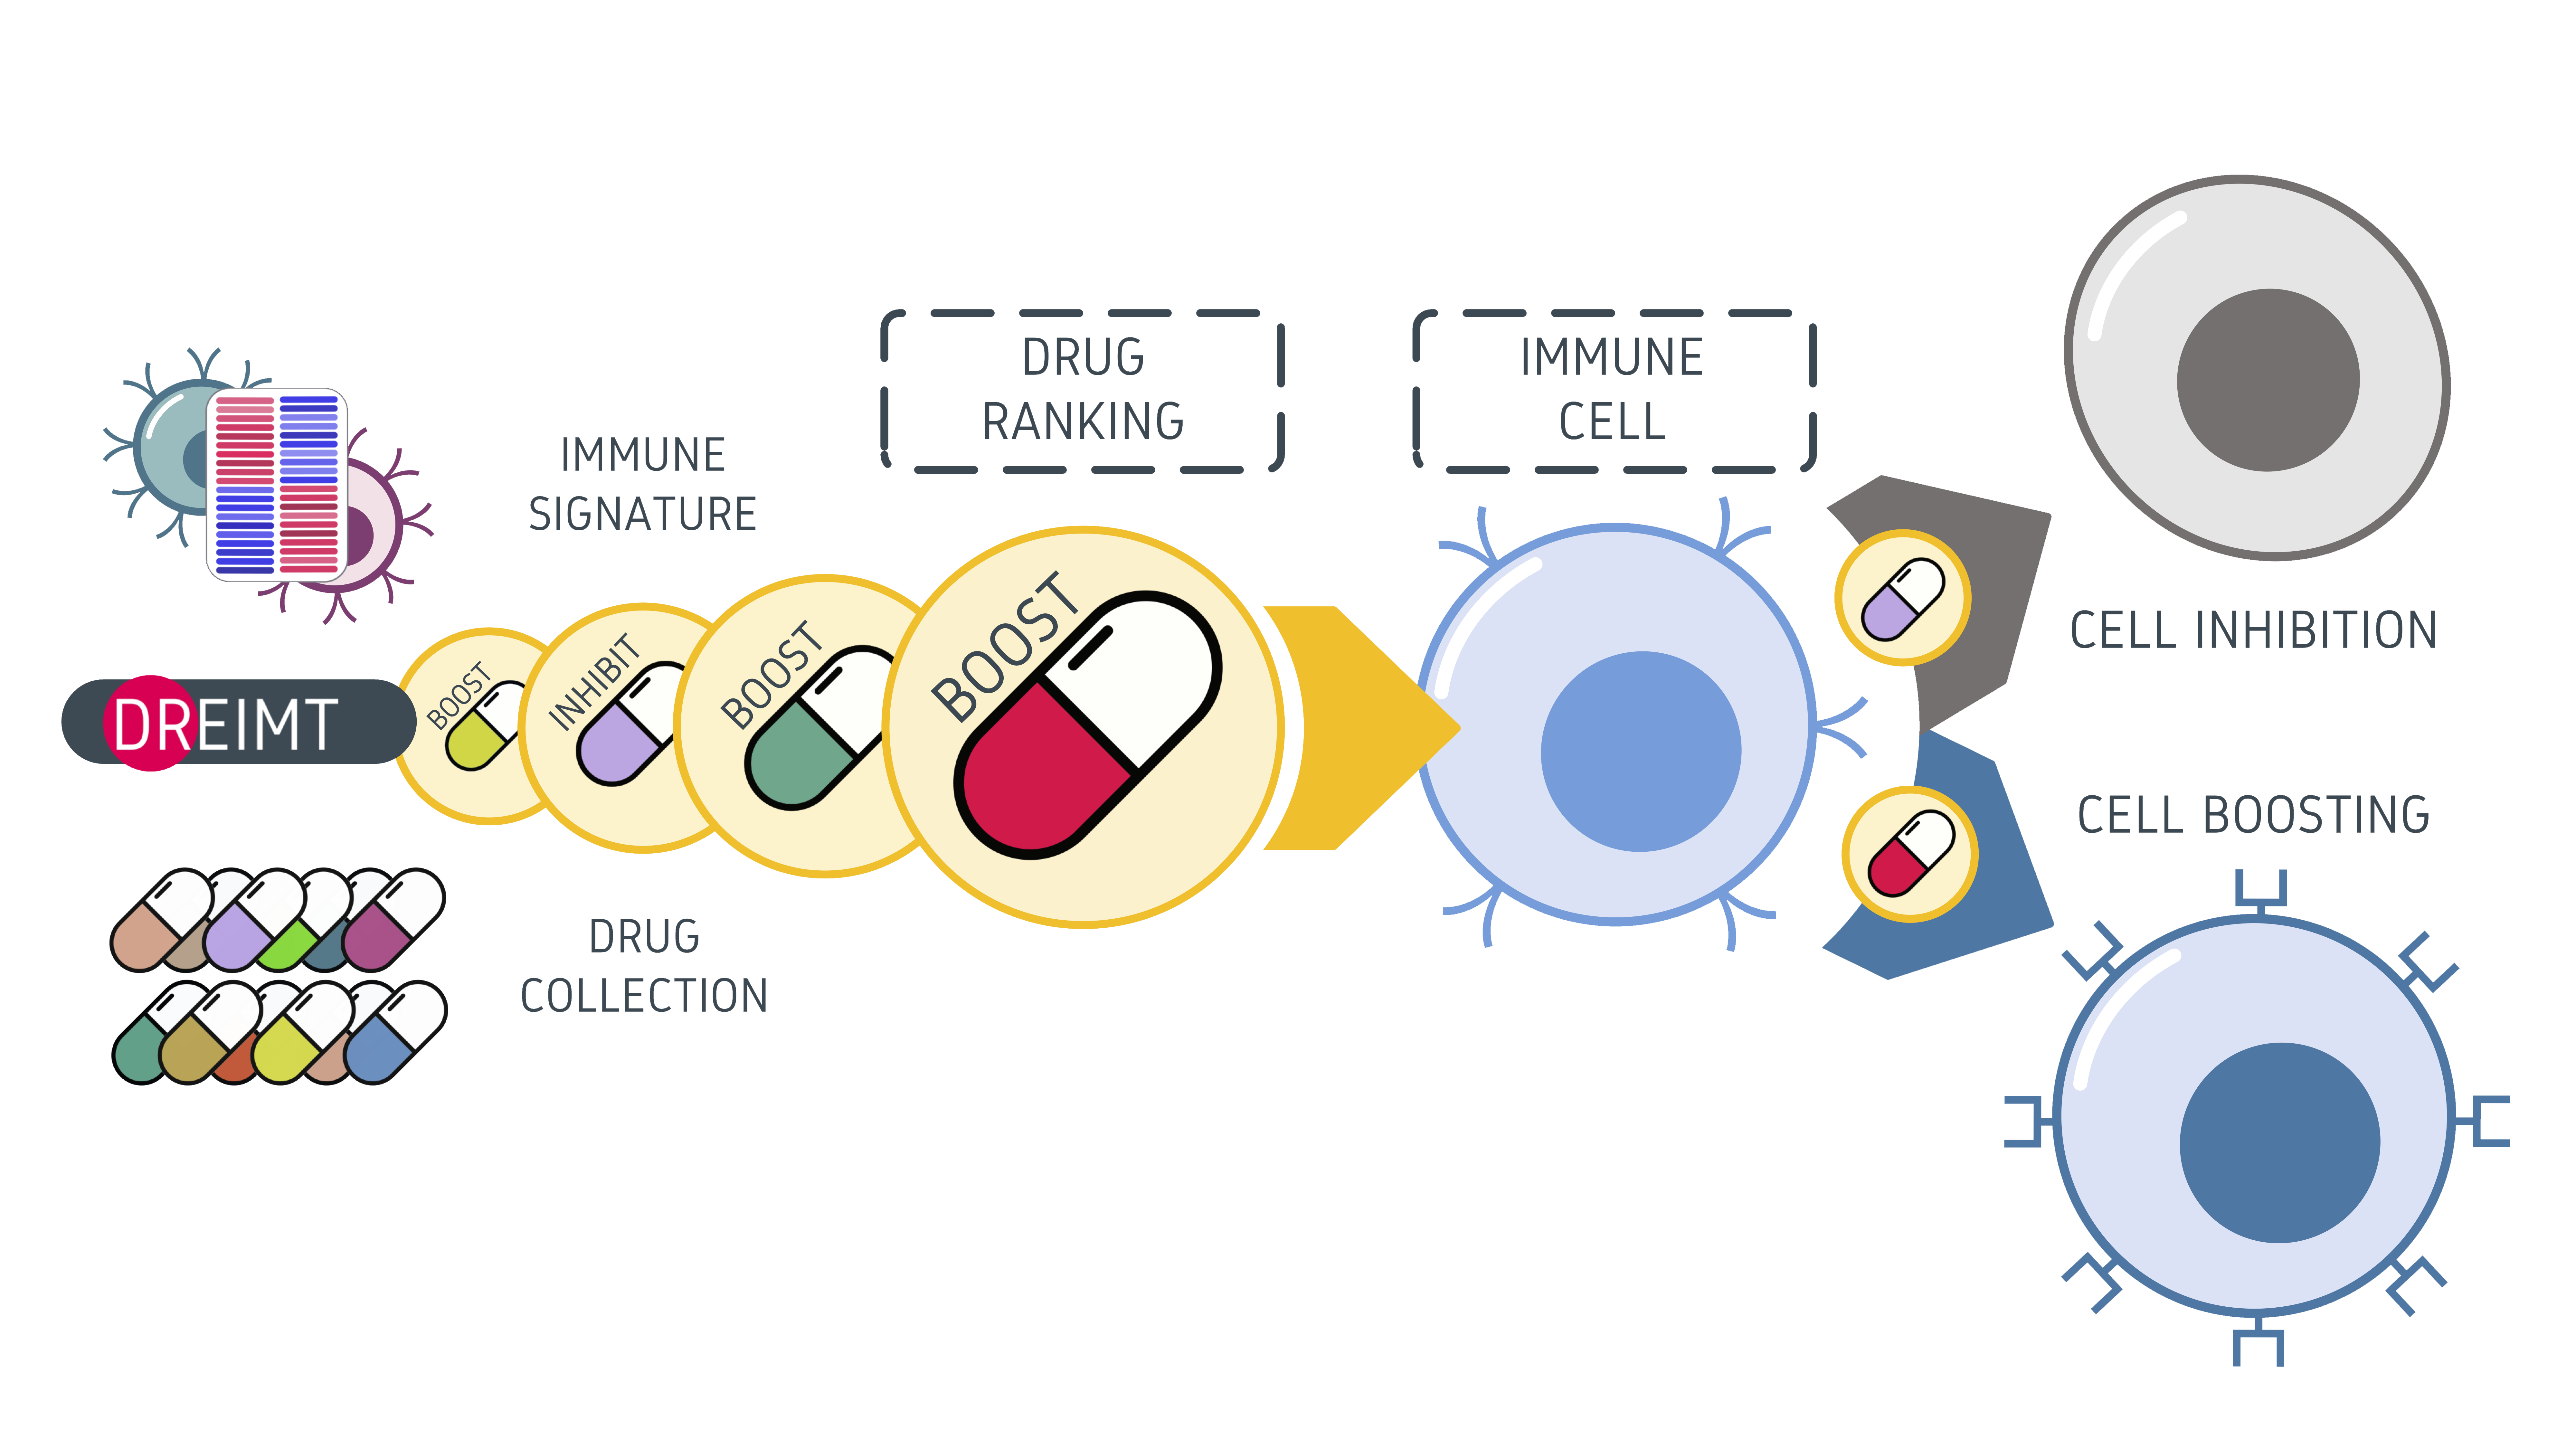 DRUG
RANKING
IMMUNE
CELL
IMMUNE
SIGNATURE
BOOST
INHIBIT
BOOST
BOOST
DREIMT
CELL INHIBITION
CELL BOOSTING
DRUG
COLLECTION